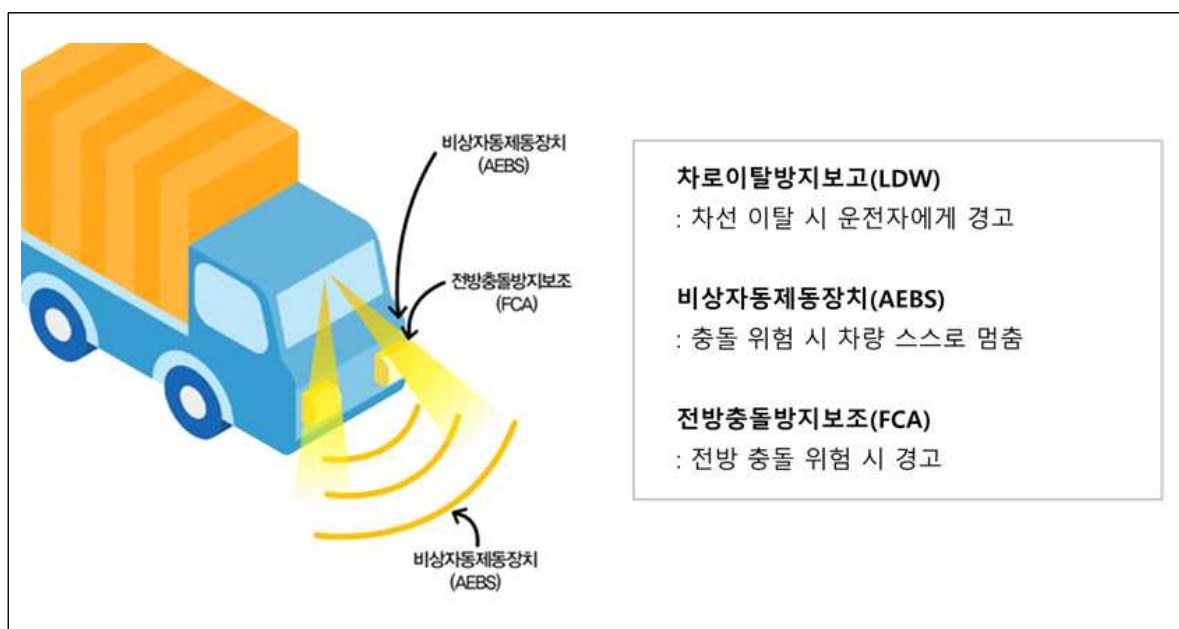 비상자동제동장치
(AEBS)
전방충돌방지보조
(FCA)
비상자동제동장치
(AEBS)
차로이탈방지보고(LDW)
: 차선 이탈 시 운전자에게 경고
비상자동제동장치(AEBS)
: 충돌 위험 시 차량 스스로 멈춤
전방충돌방지보조(FCA)
: 전방 충돌 위험 시 경고